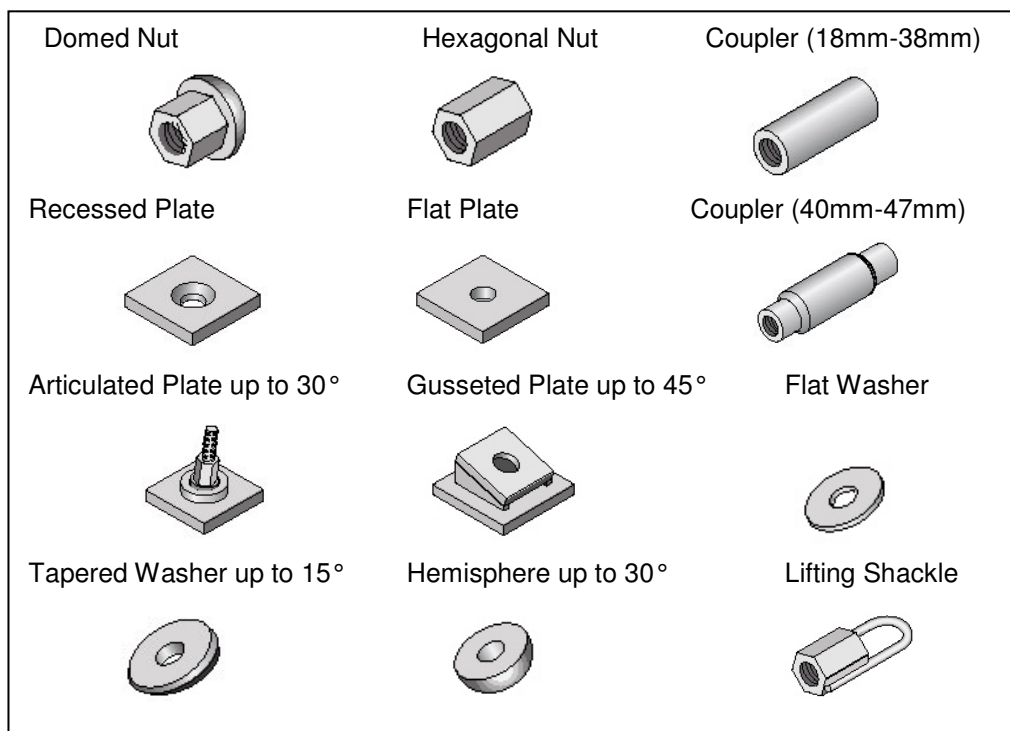 Domed Nut
Hexagonal Nut
Coupler (18mm-38mm)
Recessed Plate
Flat Plate
Coupler (40mm-47mm)
Articulated Plate up to 30°
Gusseted Plate up to 45°
Flat Washer
Tapered Washer up to 15°
Hemisphere up to 30°
Lifting Shackle